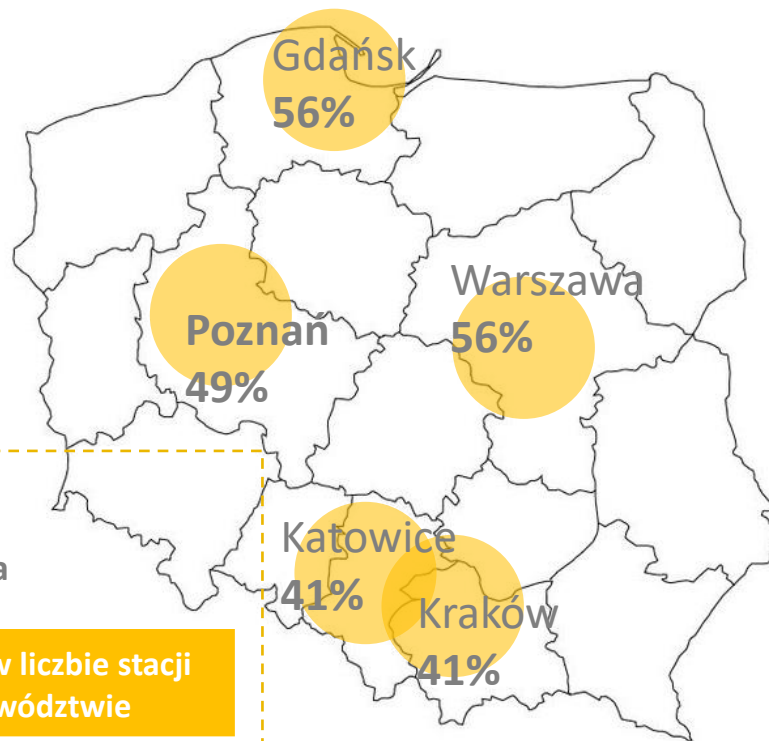 Gdańsk
56%
Warszawa
56%
Poznań
49%
Katowice
41%
Kraków
41%
a
w liczbie stacji
wództwie